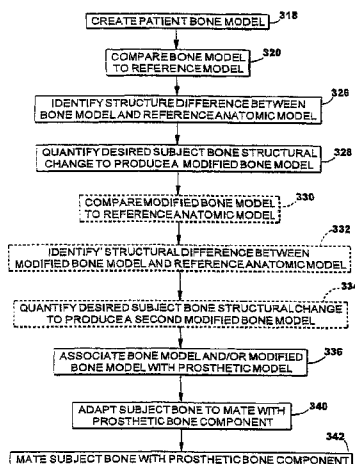 CREATE PATIENT BONE MODEL 318
COMPARE BONE MODEL 320
TO REFERENCE MODEL
IDENTIFY STRUCTURE DIFFERENCE BETWEEN 326
BONE MODEL AND REFERENCE ANATOMIC MODEL
QUANTIFY DESIRED SUBJECT BONE STRUCTURAL 328
CHANGE TO PRODUCE A MODIFIED BONE MODEL
COMPARE MODIFIED BONE MODEL 330
TO REFERENCE ANATOMIC MODEL
332
IDENTIFY STRUCTURAL DIFFERENCE BETWEEN
MODIFIED BONE MODEL AND REFERENCE ANATOMIC MODEL
334
QUANTIFY DESIRED SUBJECT BONE STRUCTURAL
CHANGE TO PRODUCE A SECOND MODIFIED BONE MODEL
ASSOCIATE BONE MODEL AND/OR MODIFIED 336
BONE MODEL WITH PROSTHETIC MODEL
ADAPT SUBJECT BONE TO MATE WITH 340
PROSTHETIC BONE COMPONENT
342
MATE SUBJECT BONE WITH PROSTHETIC BONE COMPONENT